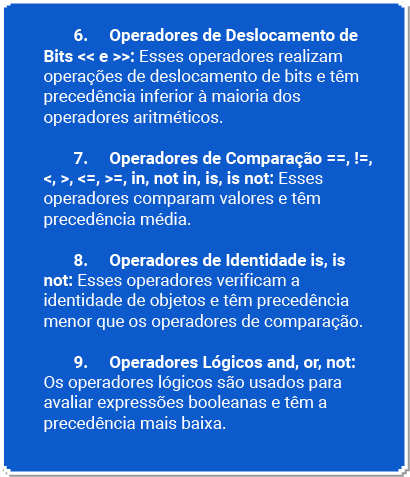 6. Operadores de Deslocamento de
Bits << e >>: Esses operadores realizam
operações de deslocamento de bits e têm
precedência inferior à maioria dos
operadores aritméticos.
7. Operadores de Comparação ==, !=,
<, >, <=, >=, in, not in, is, is not: Esses
operadores comparam valores e têm
precedência média.
8. Operadores de Identidade is, is
not: Esses operadores verificam a
identidade de objetos e têm precedência
menor que os operadores de comparação.
9. Operadores Lógicos and, or, not:
Os operadores lógicos são usados para
avaliar expressões booleanas e têm a
precedência mais baixa.